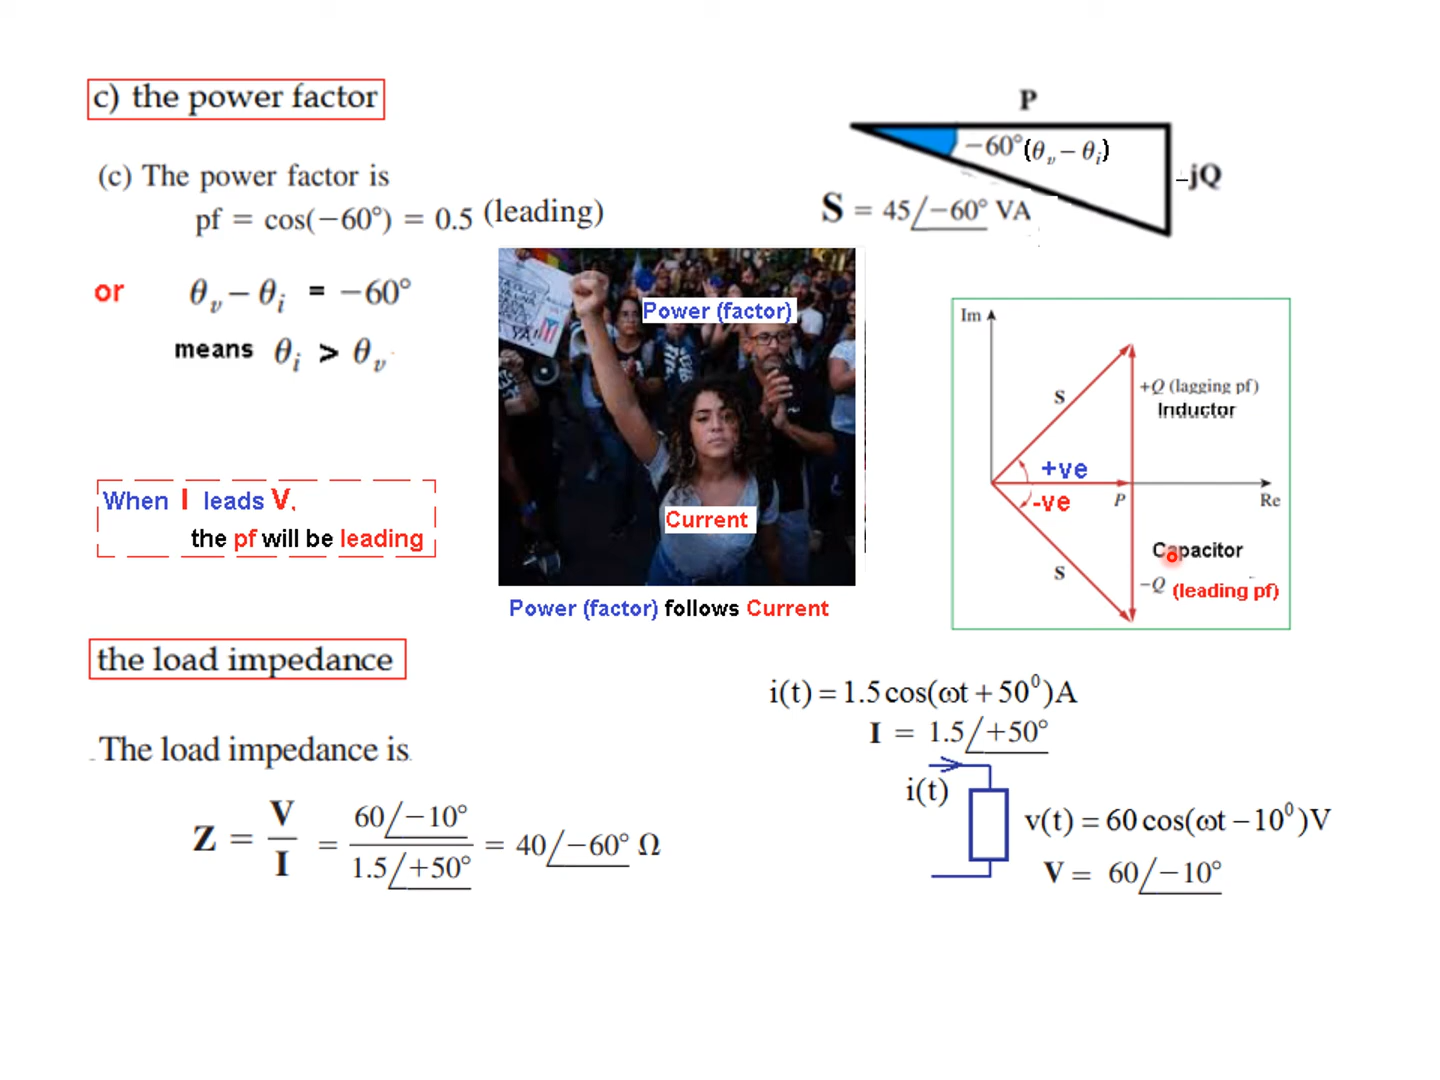 c) the power factor
(c) The power factor is
pf = cos(−60°) = 0.5 (leading)
or θv − θi = −60°
means θi > θv
When I leads V,
the pf will be leading
Power (factor)
Current
YA!
Power (factor) follows Current
P
−60°(θv − θi)
−jQ
S = 45∠−60° VA
Im
S
+Q (lagging pf)
Inductor
+ve
-ve
P
Re
Capacitor
S
−Q (leading pf)
the load impedance
The load impedance is
Z = V/I = 60∠−10° / 1.5∠+50° = 40∠−60° Ω
i(t) = 1.5 cos(ωt + 50⁰)A
I = 1.5∠+50°
i(t)
v(t) = 60 cos(ωt − 10⁰)V
V = 60∠−10°